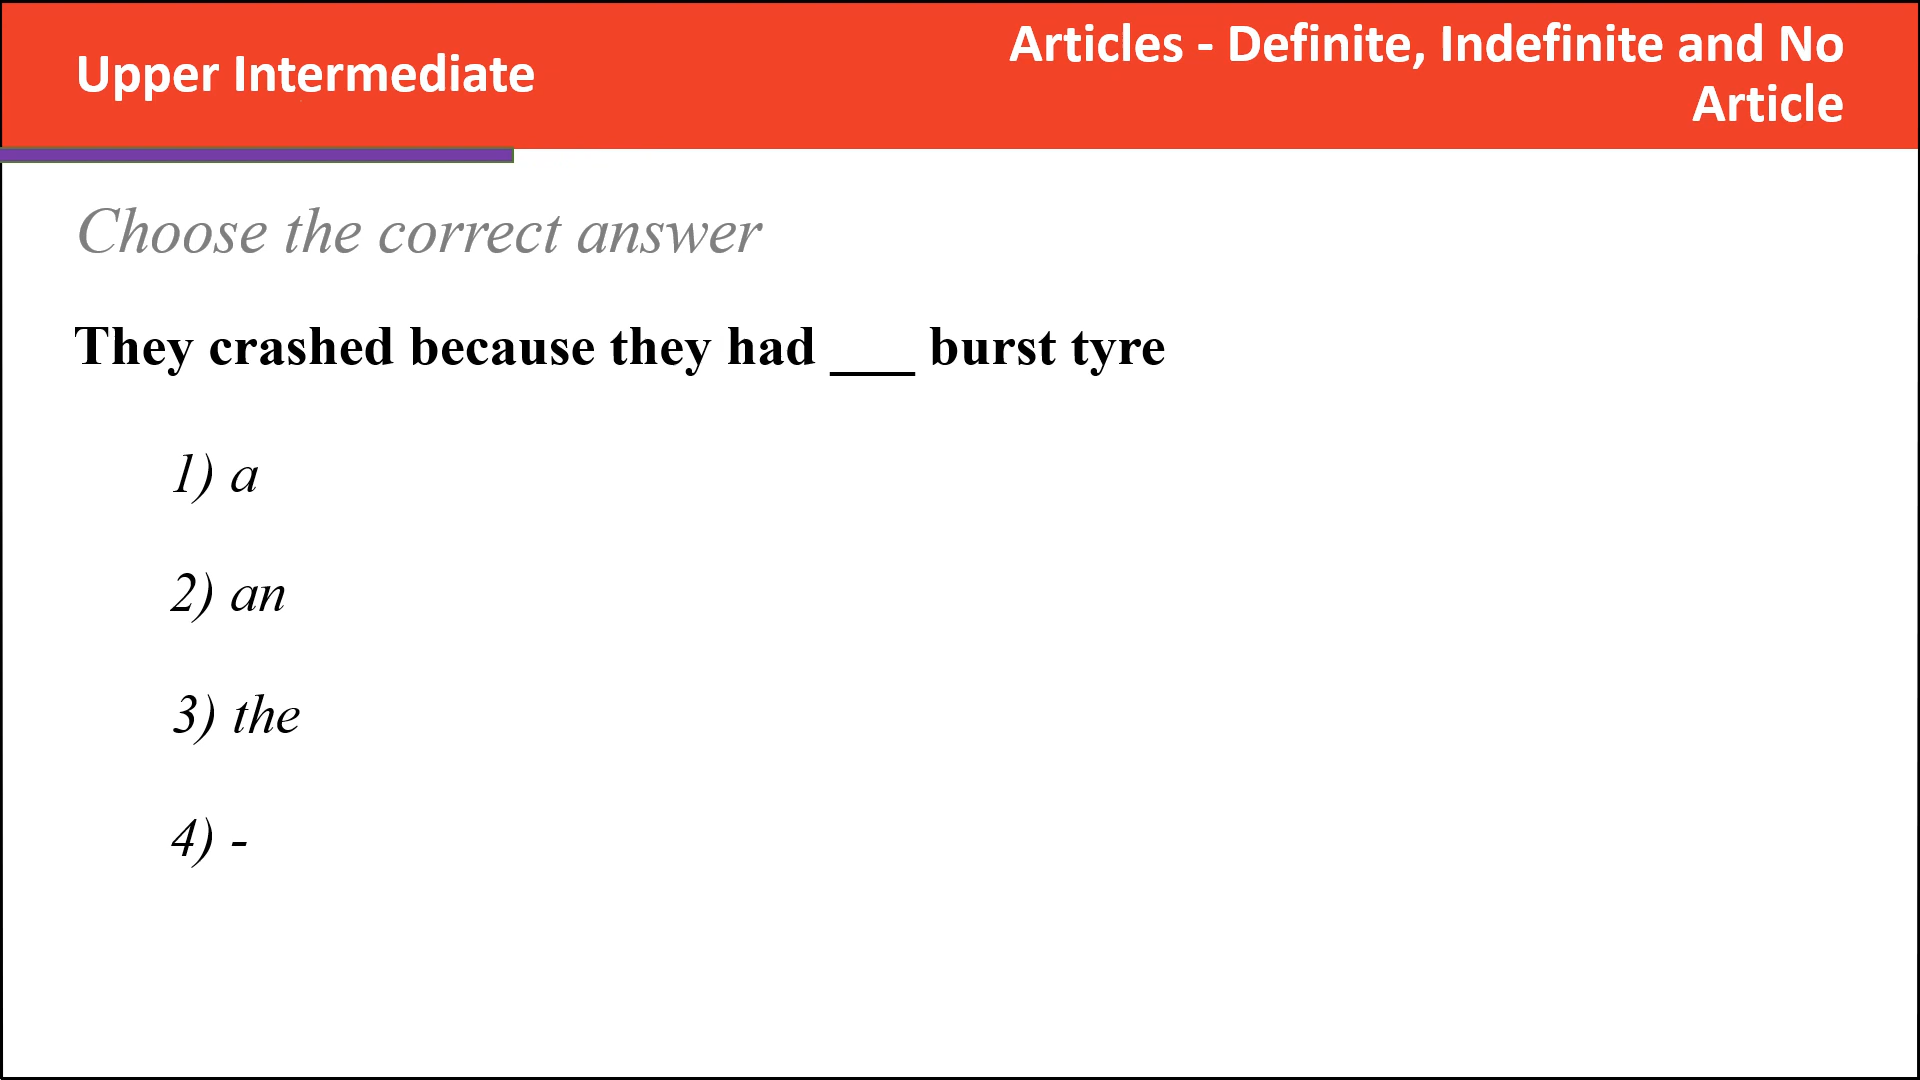 Upper Intermediate
Articles - Definite, Indefinite and No
Article
Choose the correct answer
They crashed because they had ___ burst tyre
1) a
2) an
3) the
4) -